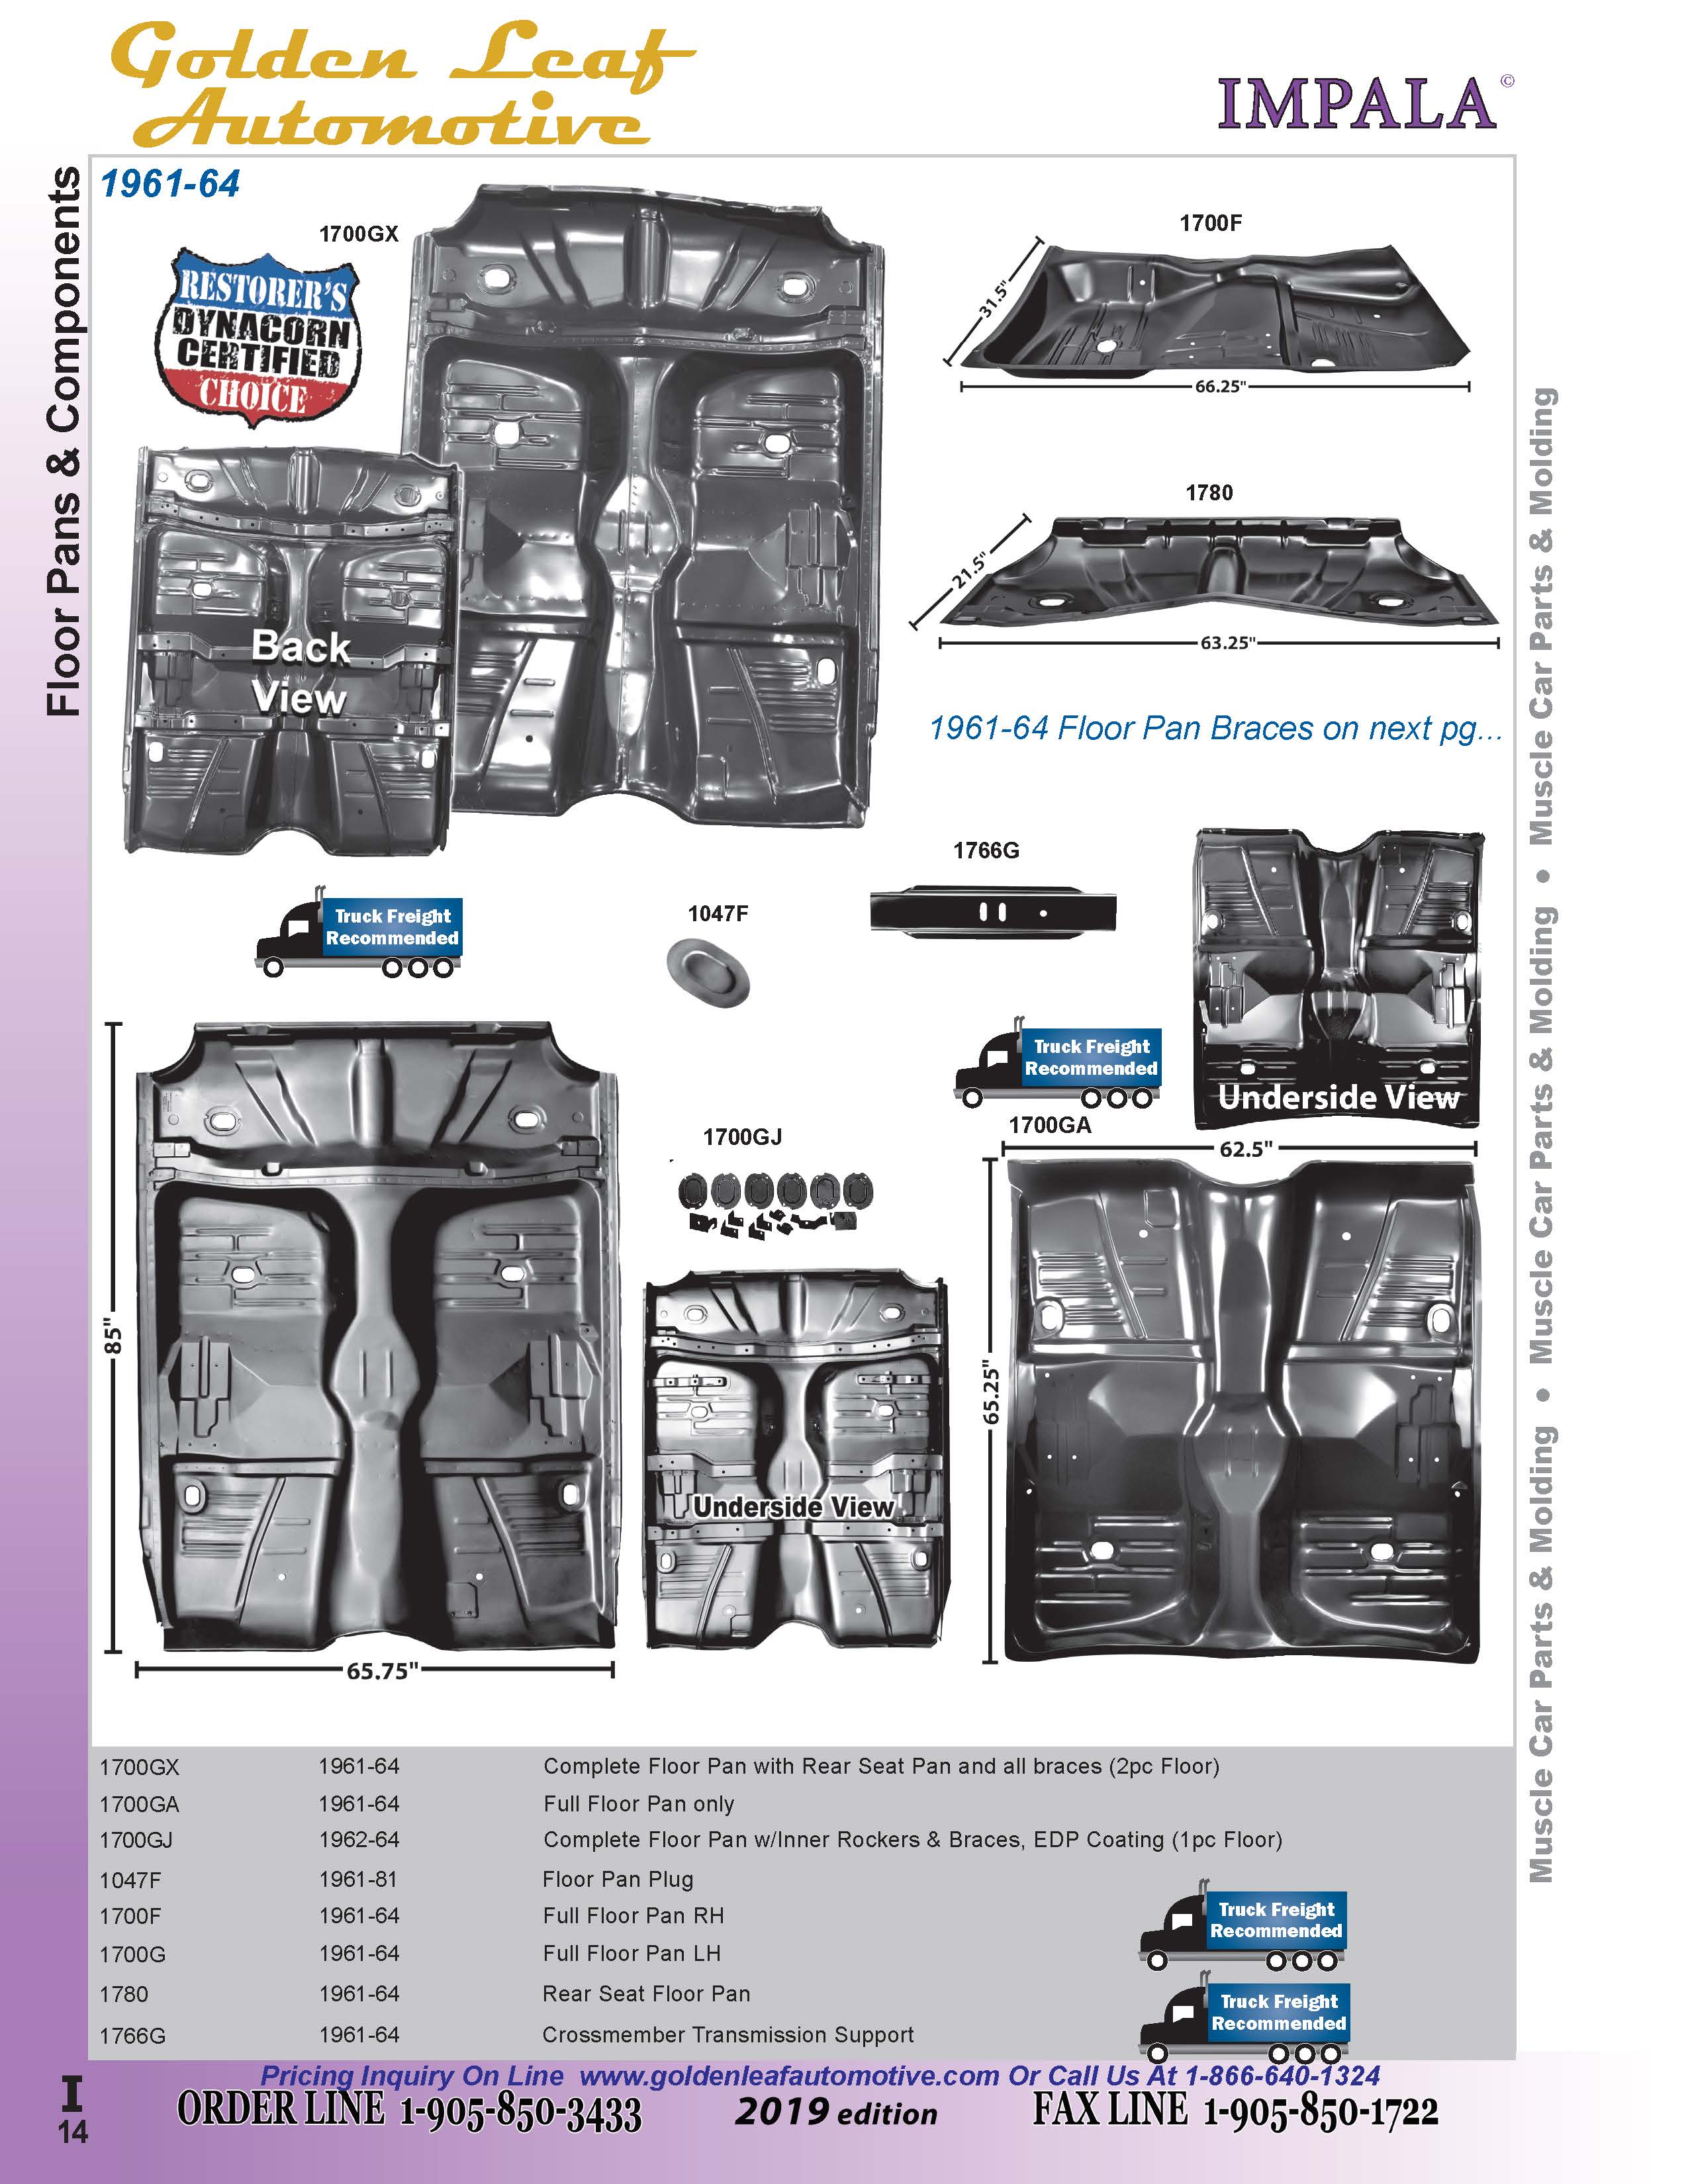 Golden Leaf
Automotive
IMPALA©
Floor Pans & Components
1961-64
1700GX
RESTORER'S
DYNACORN
CERTIFIED
CHOICE
Back
View
1700F
31.5"
66.25"
1780
21.5"
63.25"
1961-64 Floor Pan Braces on next pg...
Truck Freight
Recommended
1047F
1766G
Truck Freight
Recommended
Underside View
1700GA
62.5"
65.25"
1700GJ
Underside View
85"
65.75"
Muscle Car Parts & Molding • Muscle Car Parts & Molding • Muscle Car Parts & Molding
1700GX 1961-64 Complete Floor Pan with Rear Seat Pan and all braces (2pc Floor)
1700GA 1961-64 Full Floor Pan only
1700GJ 1962-64 Complete Floor Pan w/Inner Rockers & Braces, EDP Coating (1pc Floor)
1047F 1961-81 Floor Pan Plug
1700F 1961-64 Full Floor Pan RH
1700G 1961-64 Full Floor Pan LH
1780 1961-64 Rear Seat Floor Pan
1766G 1961-64 Crossmember Transmission Support
Truck Freight
Recommended
Truck Freight
Recommended
Pricing Inquiry On Line www.goldenleafautomotive.com Or Call Us At 1-866-640-1324
I
14
ORDER LINE 1-905-850-3433 2019 edition FAX LINE 1-905-850-1722